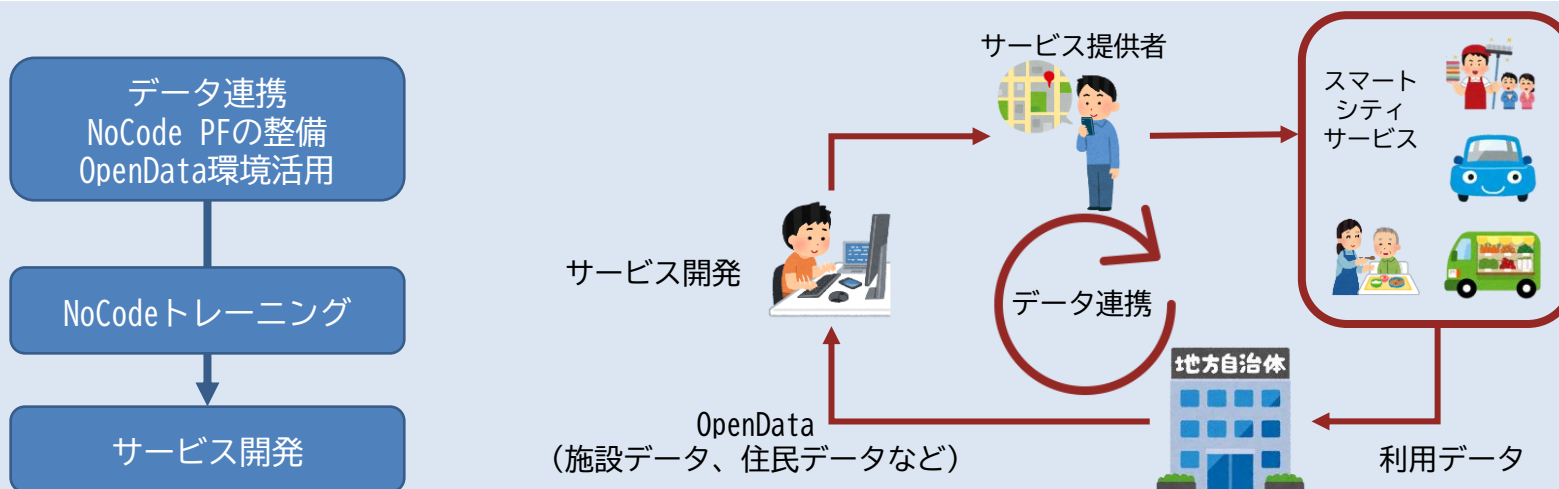 データ連携
NoCode PFの整備
OpenData環境活用
NoCodeトレーニング
サービス開発
サービス提供者
スマート
シティ
サービス
サービス開発
データ連携
地方自治体
OpenData
（施設データ、住民データなど）
利用データ